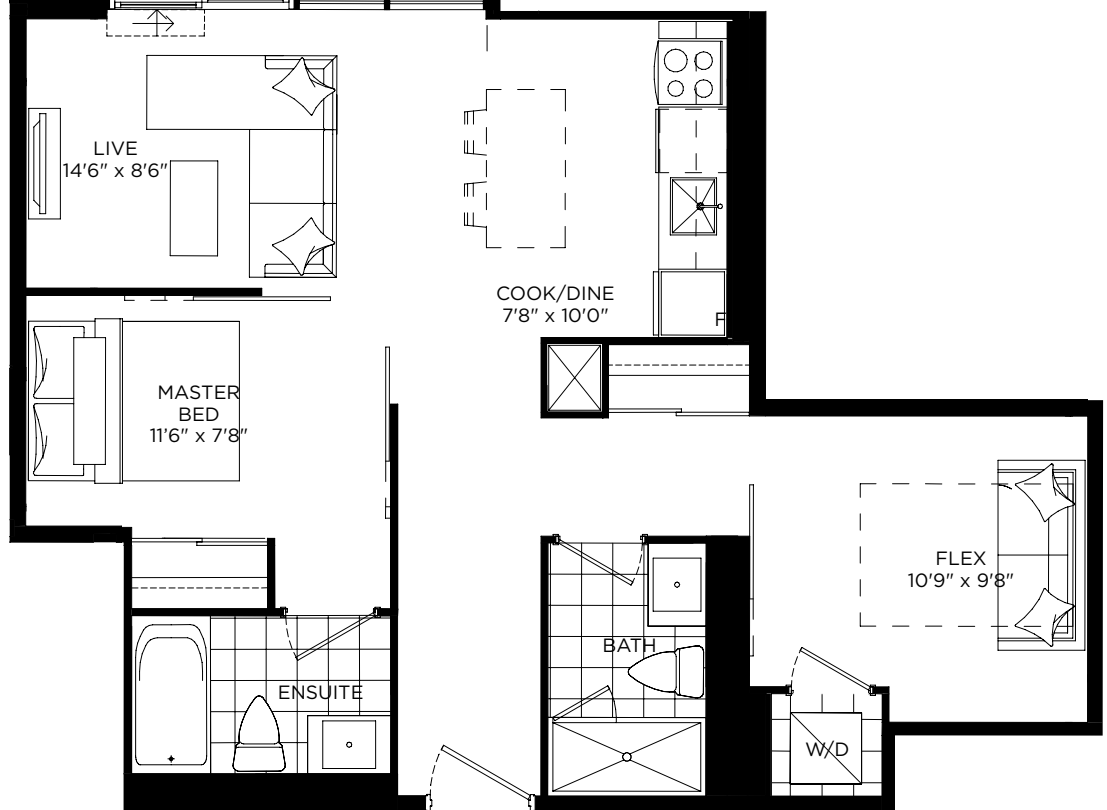 LIVE
14'6" x 8'6"
COOK/DINE
7'8" x 10'0"
F
MASTER
BED
11'6" x 7'8"
FLEX
10'9" x 9'8"
BATH
ENSUITE
W/D